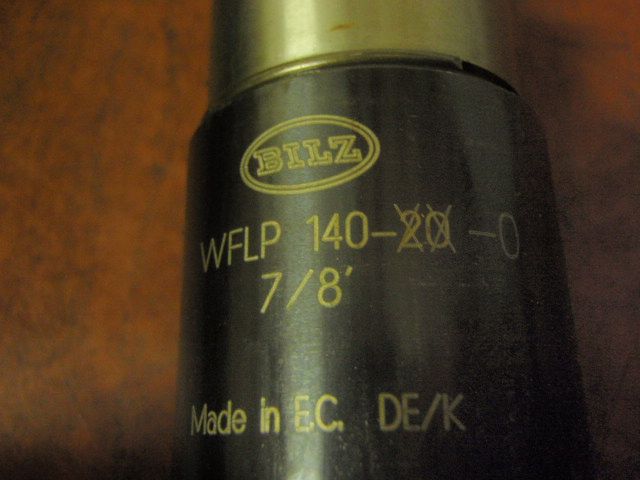 BILZ
WFLP 140-20 -0
7/8'
Made in E.C. DE/K